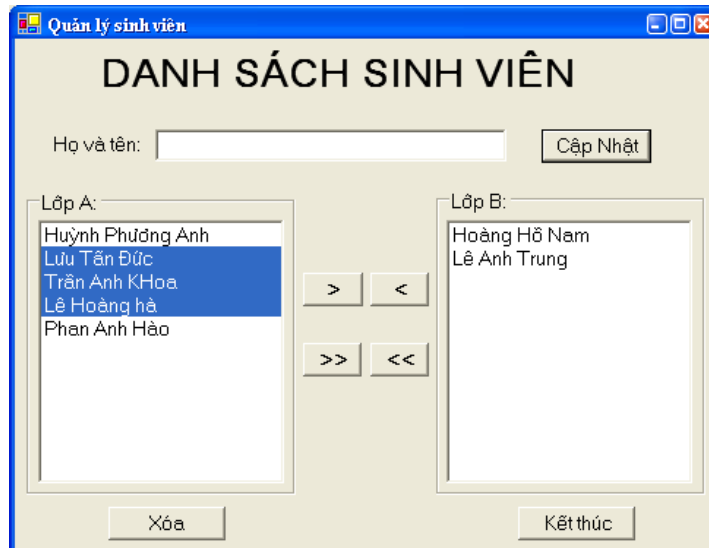 Quản lý sinh viên
DANH SÁCH SINH VIÊN
Họ và tên:
Cập Nhật
Lớp A:
Huỳnh Phương Anh
Lưu Tấn Đức
Trần Anh KHoa
Lê Hoàng hà
Phan Anh Hào
> <
>> <<
Lớp B:
Hoàng Hồ Nam
Lê Anh Trung
Xóa
Kết thúc